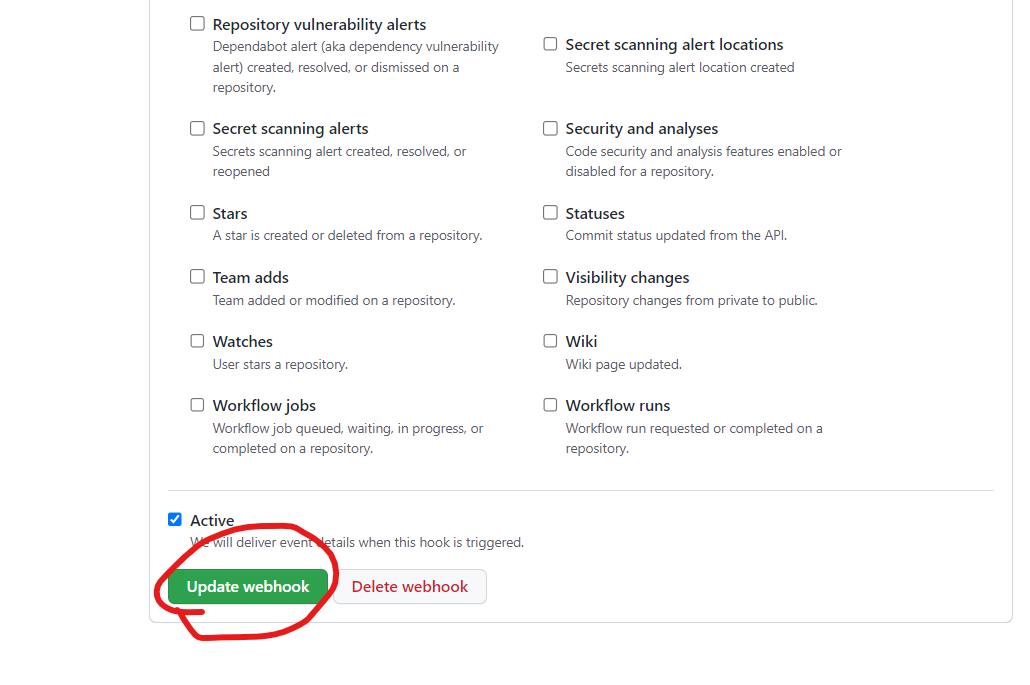 Repository vulnerability alerts
Dependabot alert (aka dependency vulnerability
alert) created, resolved, or dismissed on a
repository.
Secret scanning alert locations
Secrets scanning alert location created
Secret scanning alerts
Secrets scanning alert created, resolved, or
reopened
Security and analyses
Code security and analysis features enabled or
disabled for a repository.
Stars
A star is created or deleted from a repository.
Statuses
Commit status updated from the API.
Team adds
Team added or modified on a repository.
Visibility changes
Repository changes from private to public.
Watches
User stars a repository.
Wiki
Wiki page updated.
Workflow jobs
Workflow job queued, waiting, in progress, or
completed on a repository.
Workflow runs
Workflow run requested or completed on a
repository.
Active
We will deliver event details when this hook is triggered.
Update webhook
Delete webhook